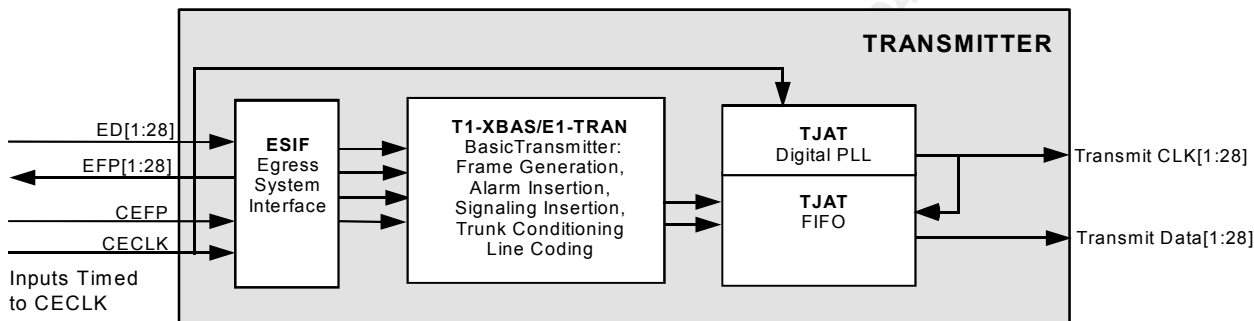 TRANSMITTER
ED[1:28]
EFP[1:28]
CEFP
CECLK
Inputs Timed
to CECLK
ESIF
Egress
System
Interface
T1-XBAS/E1-TRAN
BasicTransmitter:
Frame Generation,
Alarm Insertion,
Signaling Insertion,
Trunk Conditioning
Line Coding
TJAT
Digital PLL
TJAT
FIFO
Transmit CLK[1:28]
Transmit Data[1:28]